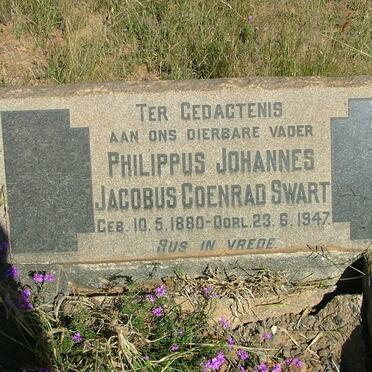 TER GEDAGTENIS
AAN ONS DIERBARE VADER
PHILIPPUS JOHANNES
JACOBUS COENRAD SWART
GEB. 10.5.1880-OORL.23.6.1947
RUS IN VREDE